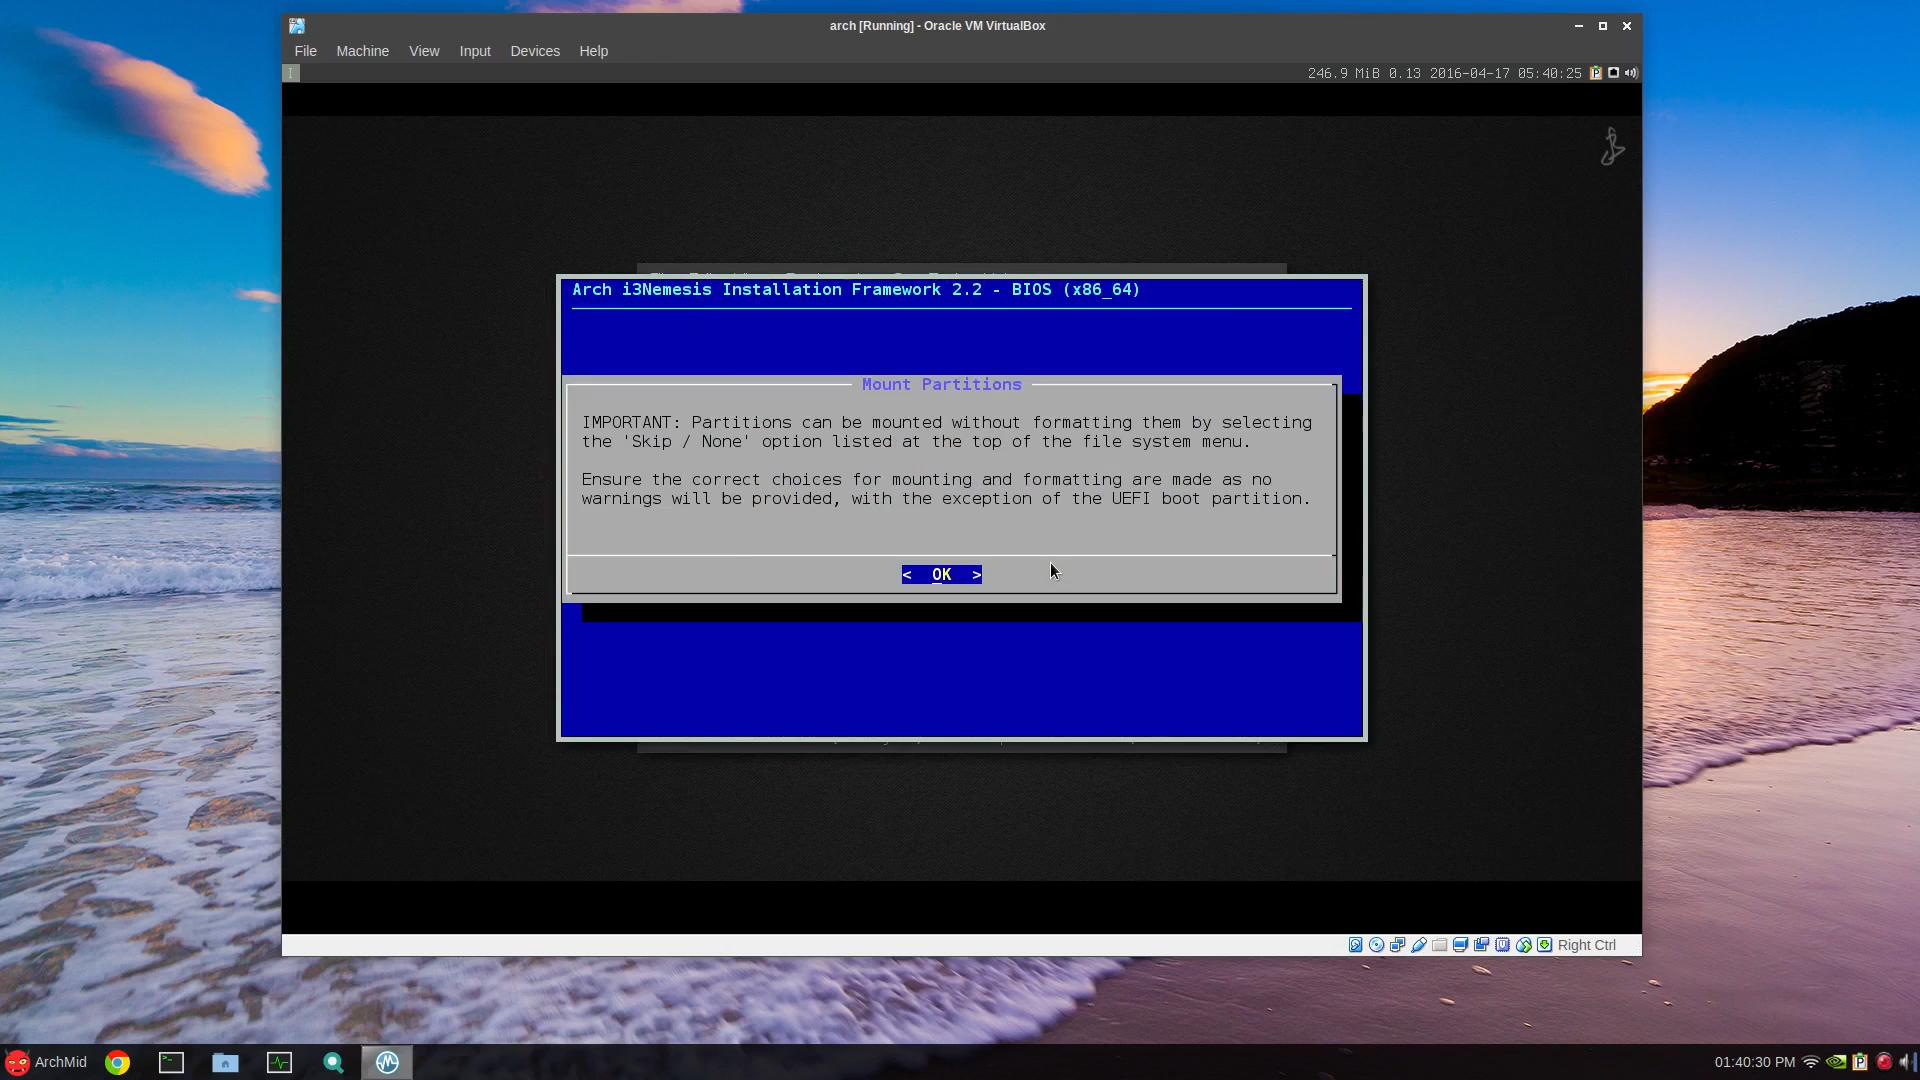 arch [Running] - Oracle VM VirtualBox
File Machine View Input Devices Help
1
246.9 MiB 0.13 2016-04-17 05:40:25
Arch i3Nemesis Installation Framework 2.2 - BIOS (x86_64)
Mount Partitions
IMPORTANT: Partitions can be mounted without formatting them by selecting
the 'Skip / None' option listed at the top of the file system menu.
Ensure the correct choices for mounting and formatting are made as no
warnings will be provided, with the exception of the UEFI boot partition.
< OK >
Right Ctrl
ArchMid
01:40:30 PM